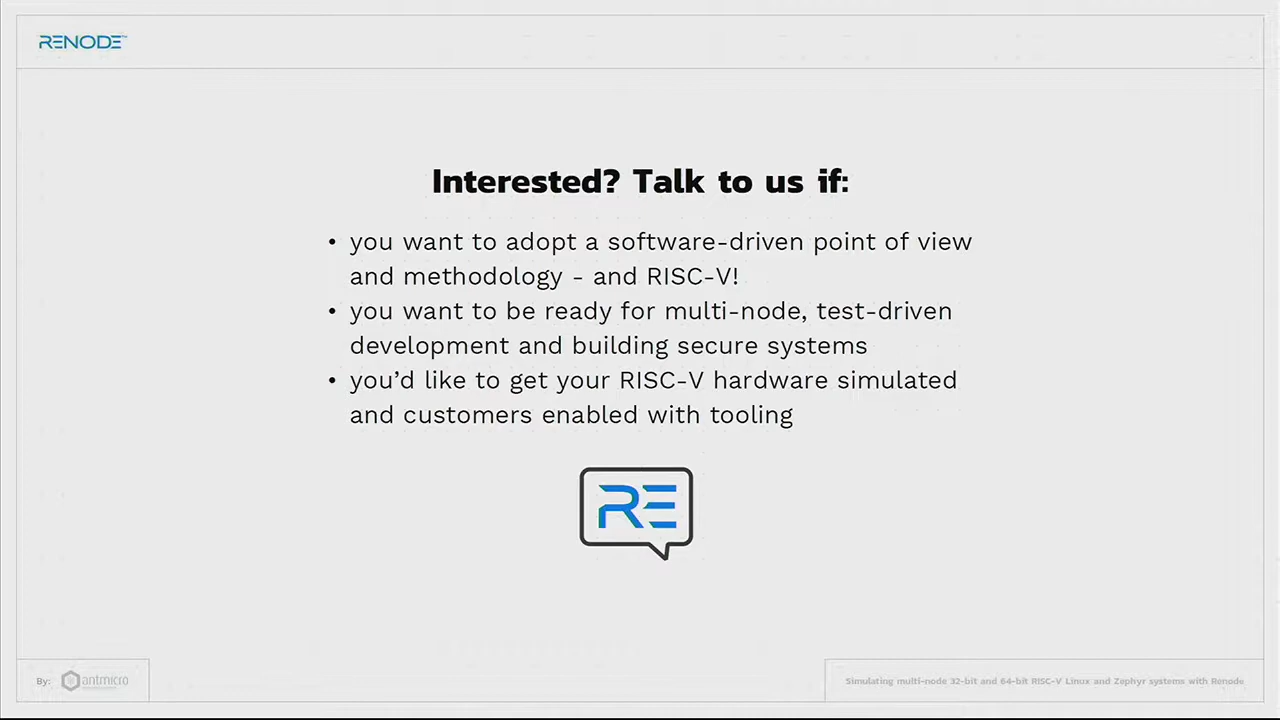 RENODE™
Interested? Talk to us if:
• you want to adopt a software-driven point of view
and methodology - and RISC-V!
• you want to be ready for multi-node, test-driven
development and building secure systems
• you’d like to get your RISC-V hardware simulated
and customers enabled with tooling
RE
By: antmicro
Simulating multi-node 32-bit and 64-bit RISC-V Linux and Zephyr systems with Renode